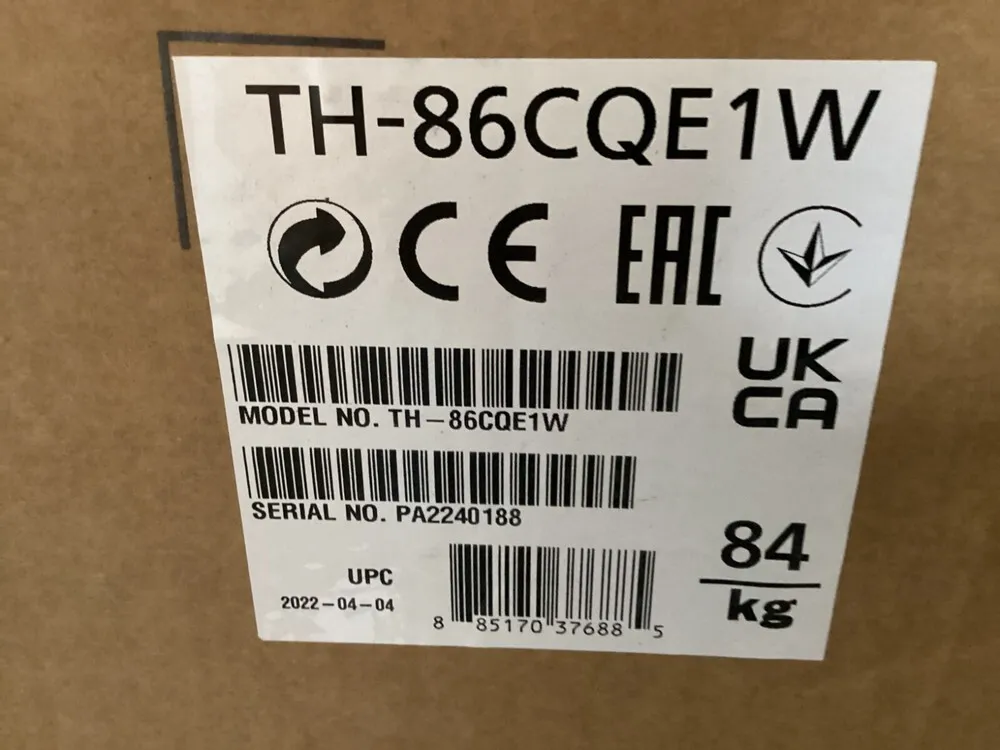 TH-86CQE1W
CE EAC
UK
CA
MODEL NO. TH-86CQE1W
SERIAL NO. PA2240188
84
kg
UPC
2022-04-04
8 85170 37688 5